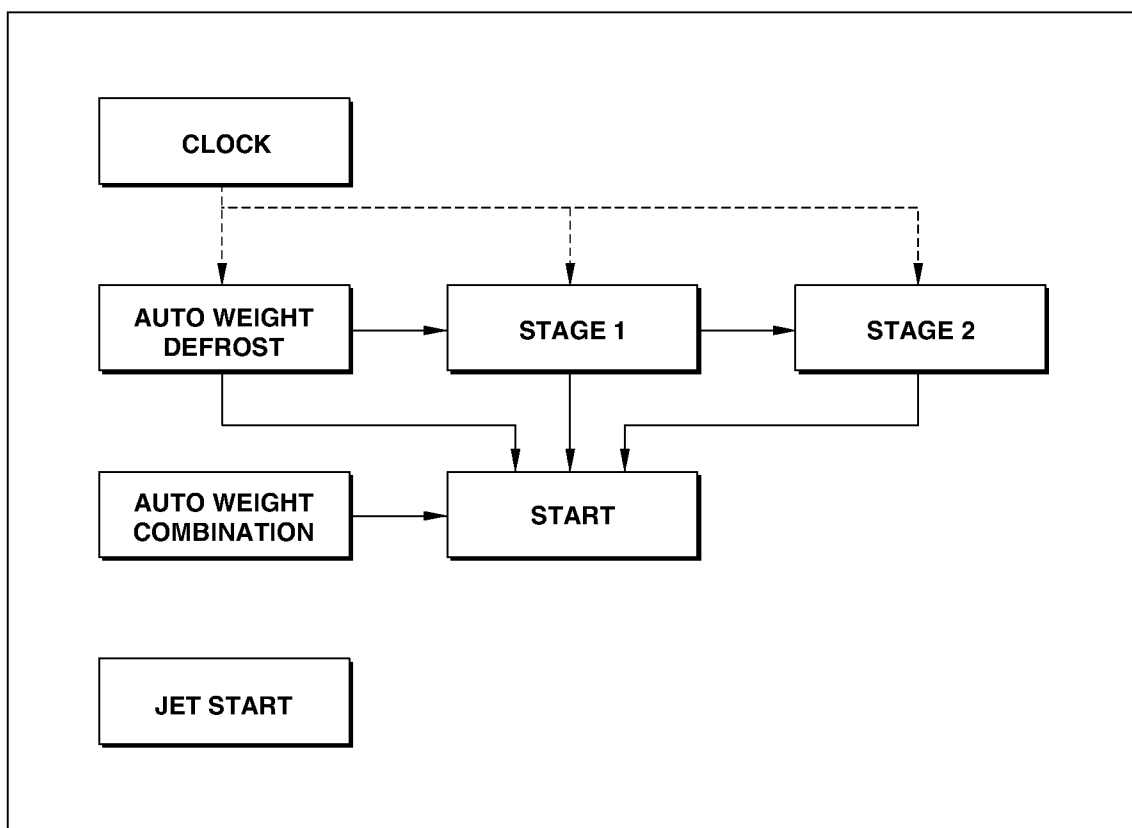 CLOCK
AUTO WEIGHT
DEFROST
STAGE 1
STAGE 2
AUTO WEIGHT
COMBINATION
START
JET START